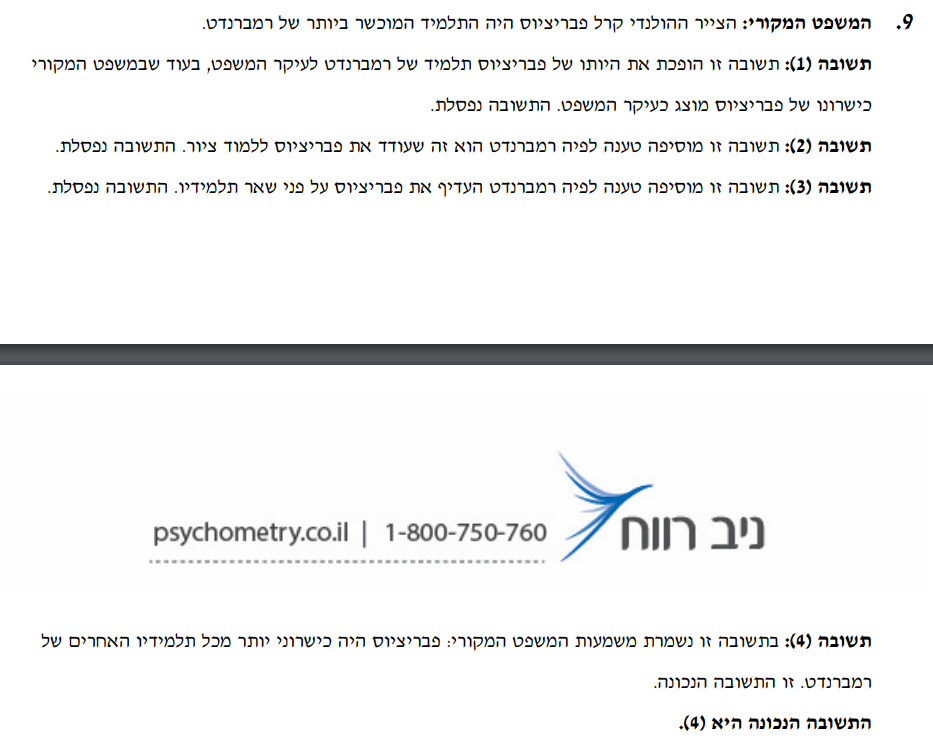 9. המשפט המקורי: הצייר ההולנדי קרל פבריציוס היה התלמיד המוכשר ביותר של רמברנדט.
תשובה (1): תשובה זו הופכת את היותו של פבריציוס תלמיד של רמברנדט לעיקר המשפט, בעוד שבמשפט המקורי
כישרונו של פבריציוס מוצג כעיקר המשפט. התשובה נפסלת.
תשובה (2): תשובה זו מוסיפה טענה לפיה רמברנדט הוא זה שעודד את פבריציוס ללמוד ציור. התשובה נפסלת.
תשובה (3): תשובה זו מוסיפה טענה לפיה רמברנדט העדיף את פבריציוס על פני שאר תלמידיו. התשובה נפסלת.
ניב רווח
psychometry.co.il | 1-800-750-760
תשובה (4): בתשובה זו נשמרת משמעות המשפט המקורי: פבריציוס היה כישרוני יותר מכל תלמידיו האחרים של
רמברנדט. זו התשובה הנכונה.
התשובה הנכונה היא (4).